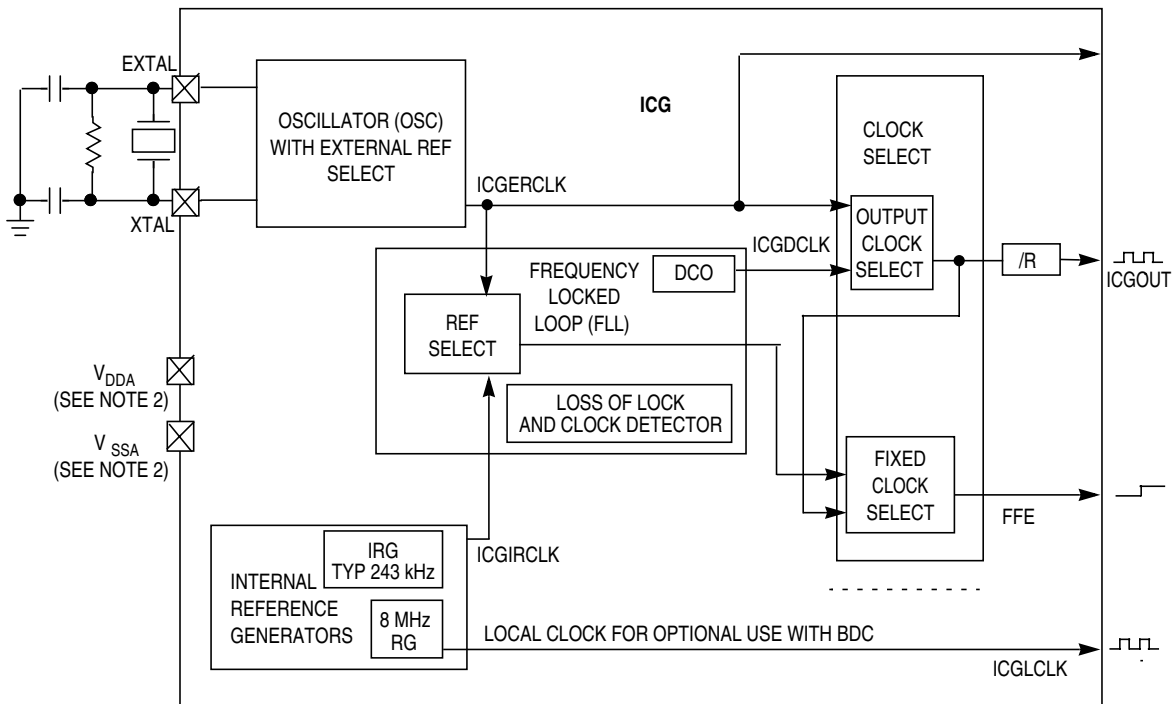 EXTAL
XTAL
OSCILLATOR (OSC)
WITH EXTERNAL REF
SELECT
ICG
ICGERCLK
CLOCK
SELECT
OUTPUT
CLOCK
SELECT
/R
ICGOUT
ICGDCLK
FREQUENCY
LOCKED
LOOP (FLL)
DCO
REF
SELECT
LOSS OF LOCK
AND CLOCK DETECTOR
VDDA
(SEE NOTE 2)
V SSA
(SEE NOTE 2)
FIXED
CLOCK
SELECT
FFE
ICGIRCLK
IRG
TYP 243 kHz
INTERNAL
REFERENCE
GENERATORS
8 MHz
RG
LOCAL CLOCK FOR OPTIONAL USE WITH BDC
ICGLCLK